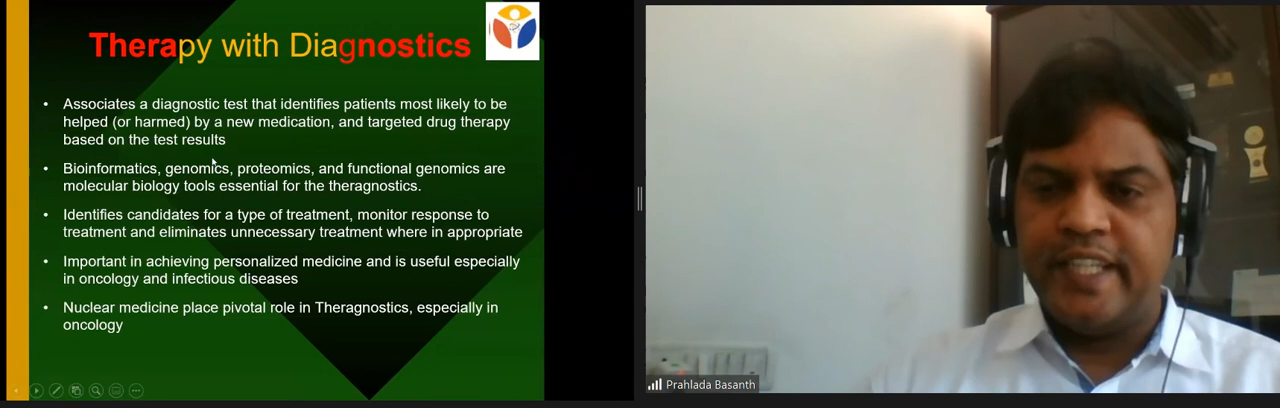 Therapy with Diagnostics
• Associates a diagnostic test that identifies patients most likely to be
helped (or harmed) by a new medication, and targeted drug therapy
based on the test results
• Bioinformatics, genomics, proteomics, and functional genomics are
molecular biology tools essential for the theragnostics.
• Identifies candidates for a type of treatment, monitor response to
treatment and eliminates unnecessary treatment where in appropriate
• Important in achieving personalized medicine and is useful especially
in oncology and infectious diseases
• Nuclear medicine place pivotal role in Theragnostics, especially in
oncology
Prahlada Basanth